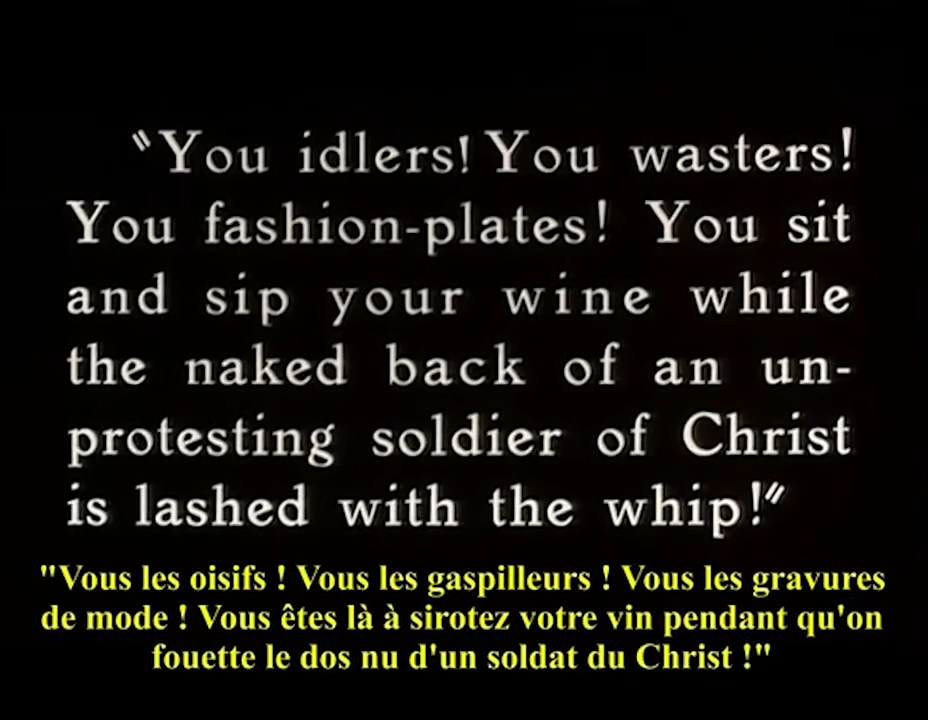 "You idlers! You wasters!
You fashion-plates! You sit
and sip your wine while
the naked back of an un-
protesting soldier of Christ
is lashed with the whip!"
"Vous les oisifs ! Vous les gaspilleurs ! Vous les gravures
de mode ! Vous êtes là à sirotez votre vin pendant qu'on
fouette le dos nu d'un soldat du Christ !"